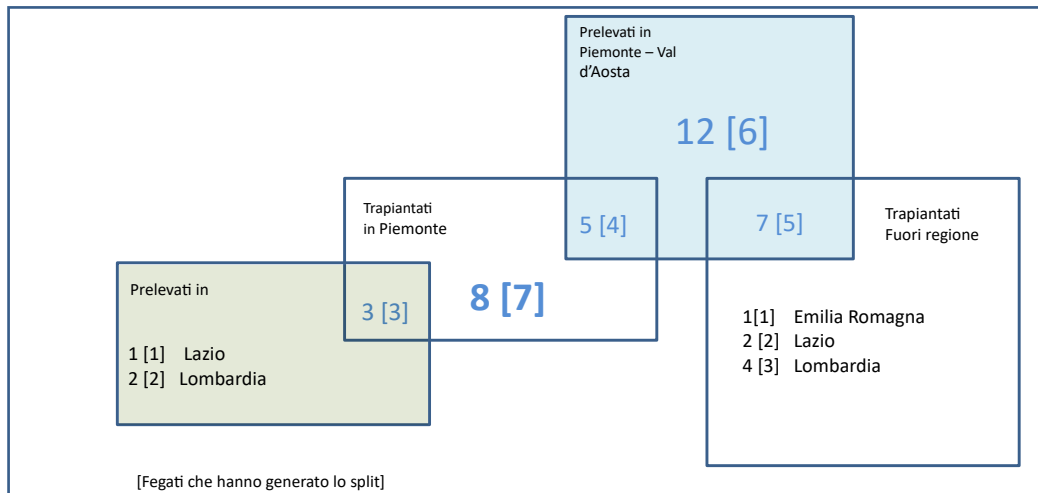 Prelevati in
Piemonte – Val
d'Aosta
12 [6]
Trapiantati
in Piemonte
5 [4]
7 [5]
Trapiantati
Fuori regione
Prelevati in
3 [3]
8 [7]
1 [1] Lazio
2 [2] Lombardia
1[1] Emilia Romagna
2 [2] Lazio
4 [3] Lombardia
[Fegati che hanno generato lo split]